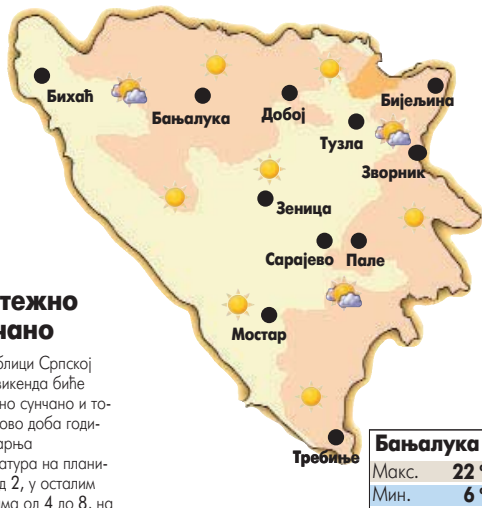 Бихаћ
Бањалука
Добој
Бијељина
Тузла
Зворник
Зеница
Сарајево Пале
Мостар
Требиње
тежно
чано
блици Српској
викенда биће
но сунчано и то-
ово доба годи-
арња
атура на плани-
д 2, у осталим
ема од 4 до 8, на
Бањалука
Макс. 22 °
Мин. 6 °